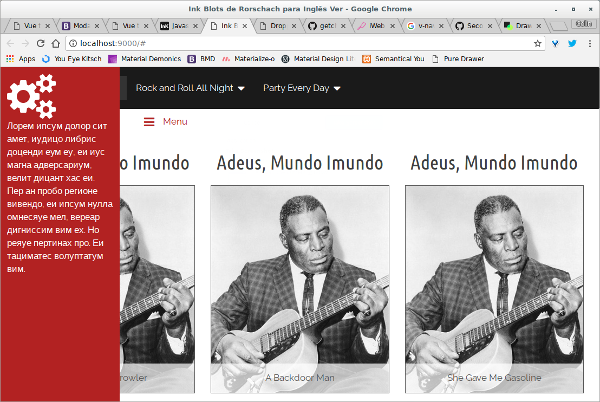 Ink Blots de Rorschach para Inglês Ver - Google Chrome
Vue t
Mod
Vue t
javas
Ink B
Drop
getcl
iWeb
v-na
Seco
Draw
localhost:9000/#
Apps
You Eye Kitsch
Material Demonics
BMD
Materialize-o
Material Design Lit
Semantical You
Pure Drawer
Rock and Roll All Night
Party Every Day
Menu
Лорем ипсум долор сит
амет, иудицо либрис
доценди еум еу, еи иус
магна адверсариум,
велит дицант хас еи.
Пер ан пробо регионе
вивендо, еи ипсум нулла
омнесяуе мел, вереар
дигниссим вим ех. Но
реяуе пертинах про. Еи
тациматес волуптатум
вим.
o Imundo
Adeus, Mundo Imundo
Adeus, Mundo Imundo
rowler
A Backdoor Man
She Gave Me Gasoline